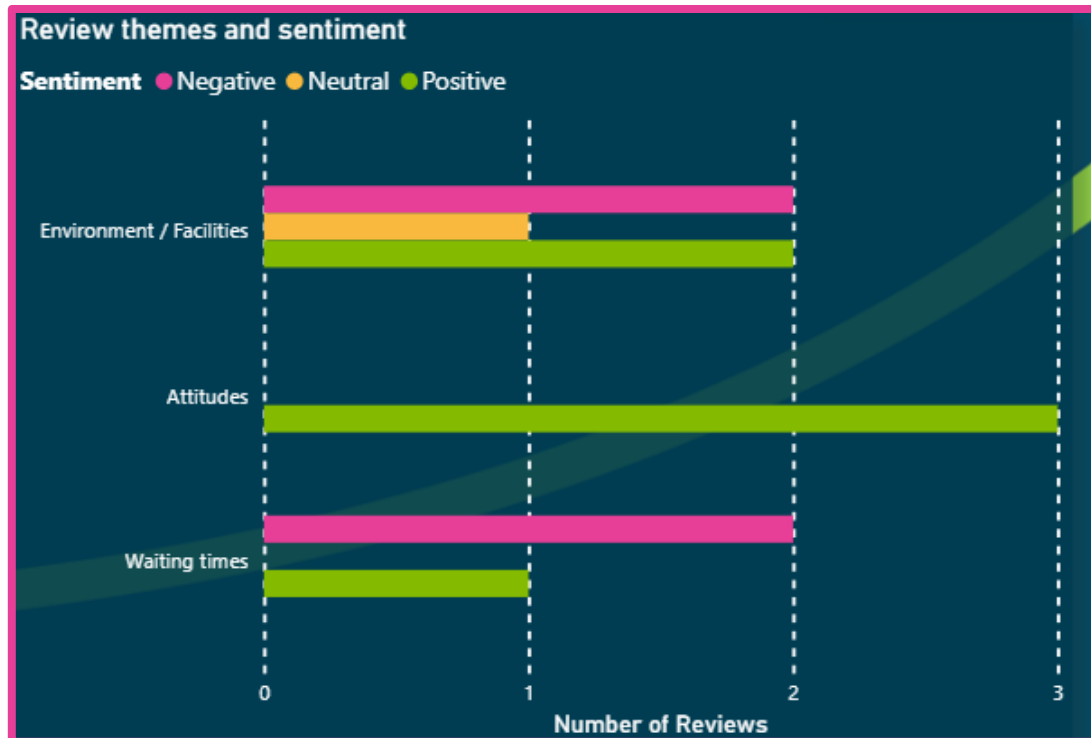 Review themes and sentiment
Sentiment Negative Neutral Positive
Environment / Facilities
Attitudes
Waiting times
0 1 2 3
Number of Reviews